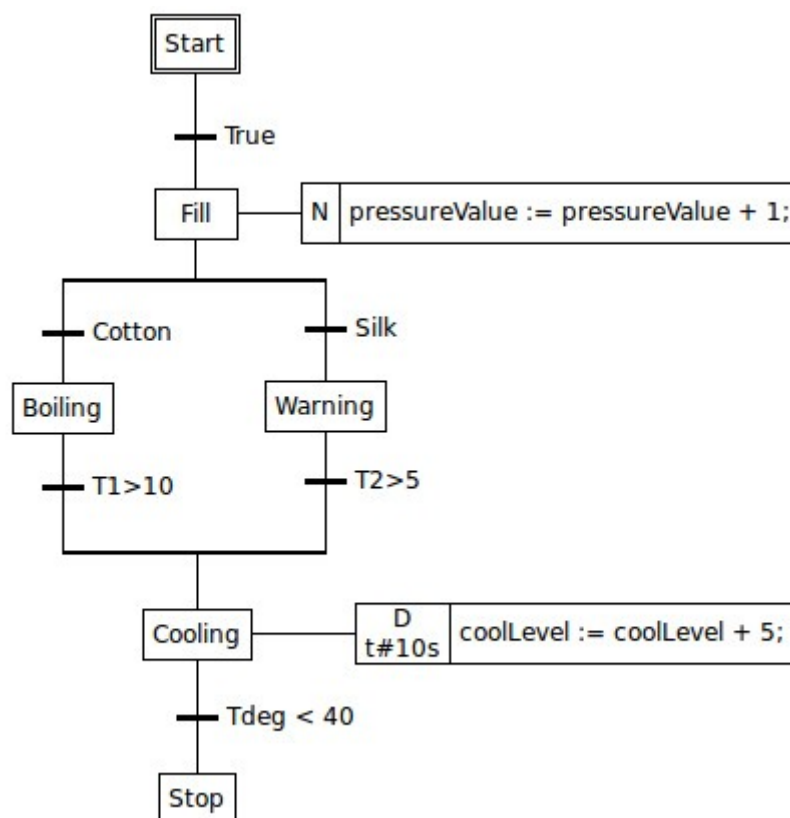 Start
True
Fill
N
pressureValue := pressureValue + 1;
Cotton
Silk
Boiling
Warning
T1>10
T2>5
Cooling
D
t#10s
coolLevel := coolLevel + 5;
Tdeg < 40
Stop